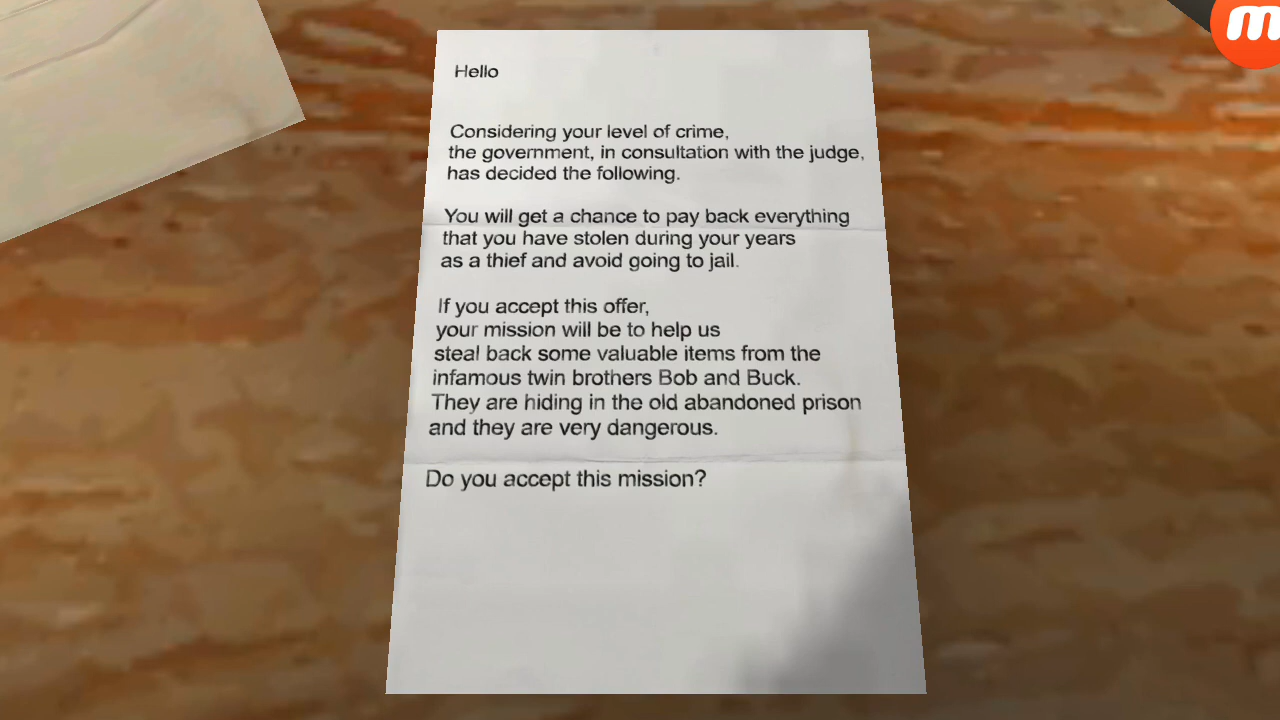 Hello
Considering your level of crime,
the government, in consultation with the judge,
has decided the following.
You will get a chance to pay back everything
that you have stolen during your years
as a thief and avoid going to jail.
If you accept this offer,
your mission will be to help us
steal back some valuable items from the
infamous twin brothers Bob and Buck.
They are hiding in the old abandoned prison
and they are very dangerous.
Do you accept this mission?
m